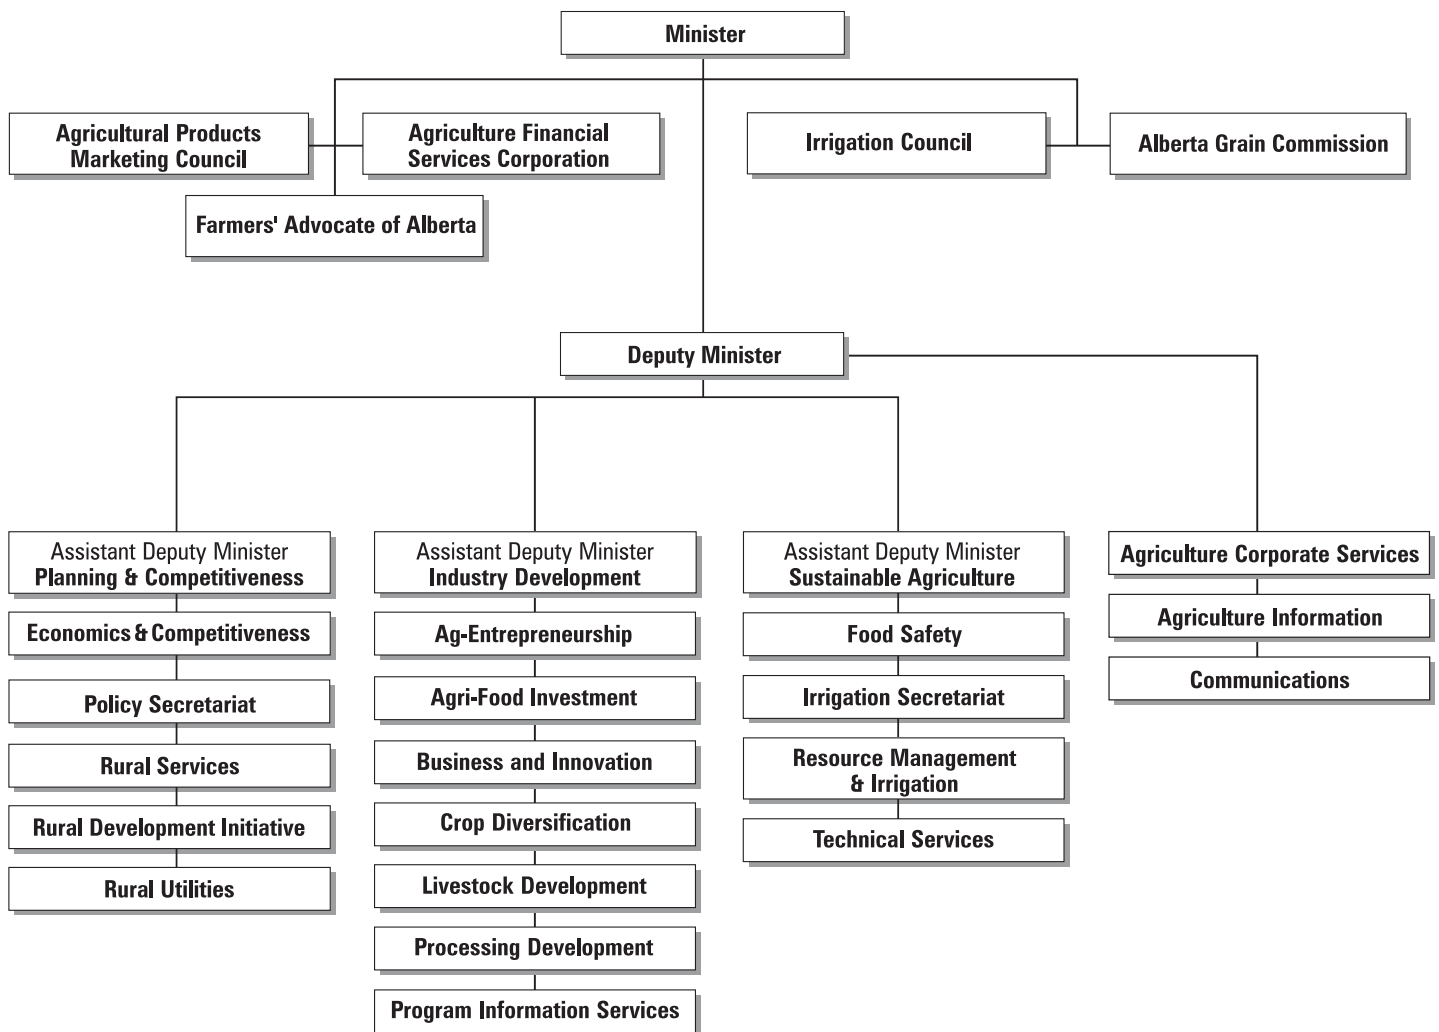 Minister
Agricultural Products
Marketing Council
Agriculture Financial
Services Corporation
Irrigation Council
Alberta Grain Commission
Farmers' Advocate of Alberta
Deputy Minister
Assistant Deputy Minister
Planning & Competitiveness
Economics & Competitiveness
Policy Secretariat
Rural Services
Rural Development Initiative
Rural Utilities
Assistant Deputy Minister
Industry Development
Ag-Entrepreneurship
Agri-Food Investment
Business and Innovation
Crop Diversification
Livestock Development
Processing Development
Program Information Services
Assistant Deputy Minister
Sustainable Agriculture
Food Safety
Irrigation Secretariat
Resource Management
& Irrigation
Technical Services
Agriculture Corporate Services
Agriculture Information
Communications